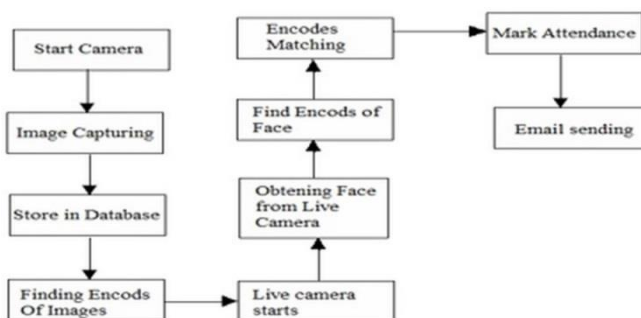 Start Camera
Image Capturing
Store in Database
Finding Encods
Of Images
Live camera
starts
Obtening Face
from Live
Camera
Find Encods of
Face
Encodes
Matching
Mark Attendance
Email sending